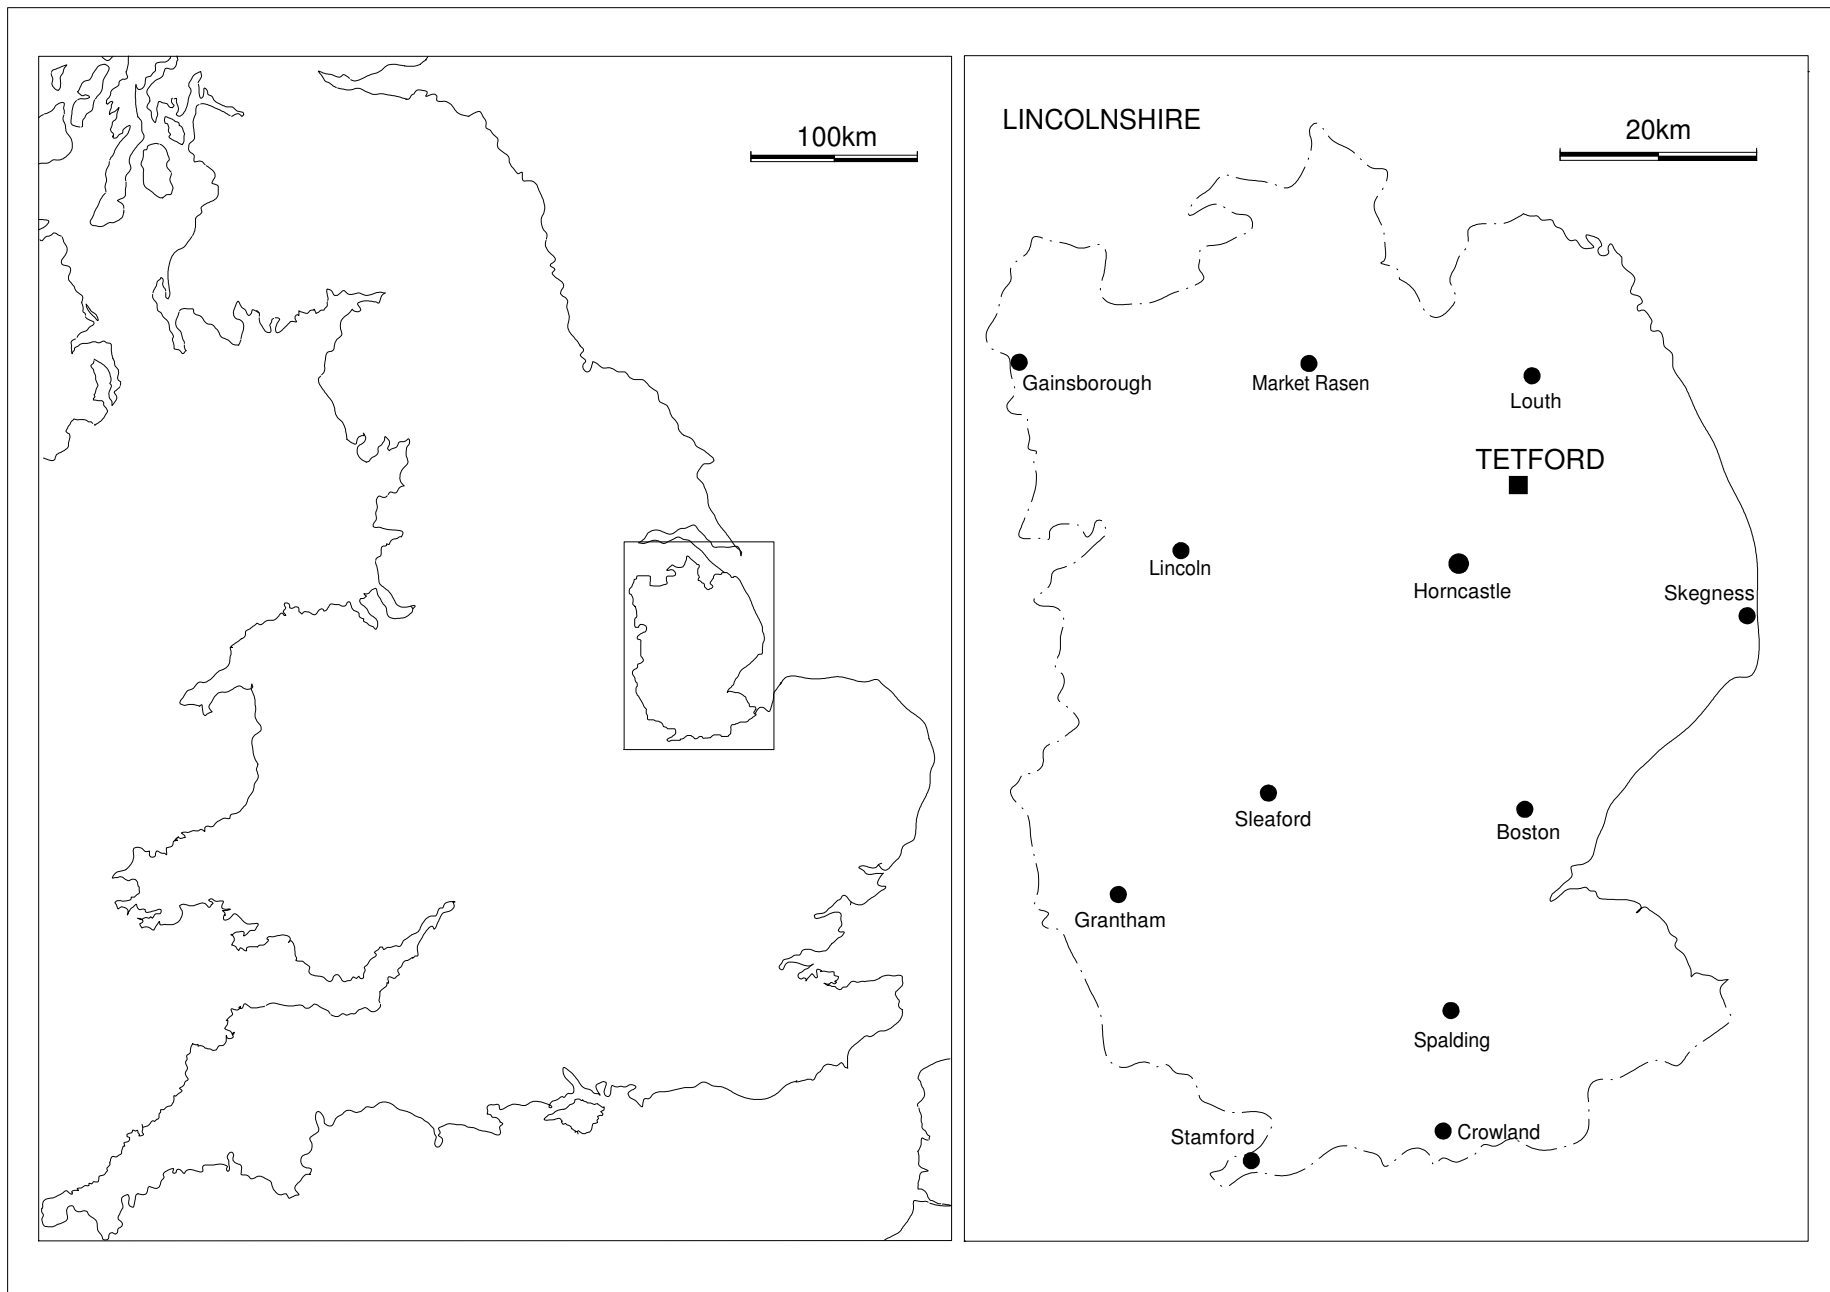 100km
LINCOLNSHIRE
20km
Gainsborough
Market Rasen
Louth
TETFORD
Lincoln
Horncastle
Skegness
Sleaford
Boston
Grantham
Spalding
Stamford
Crowland